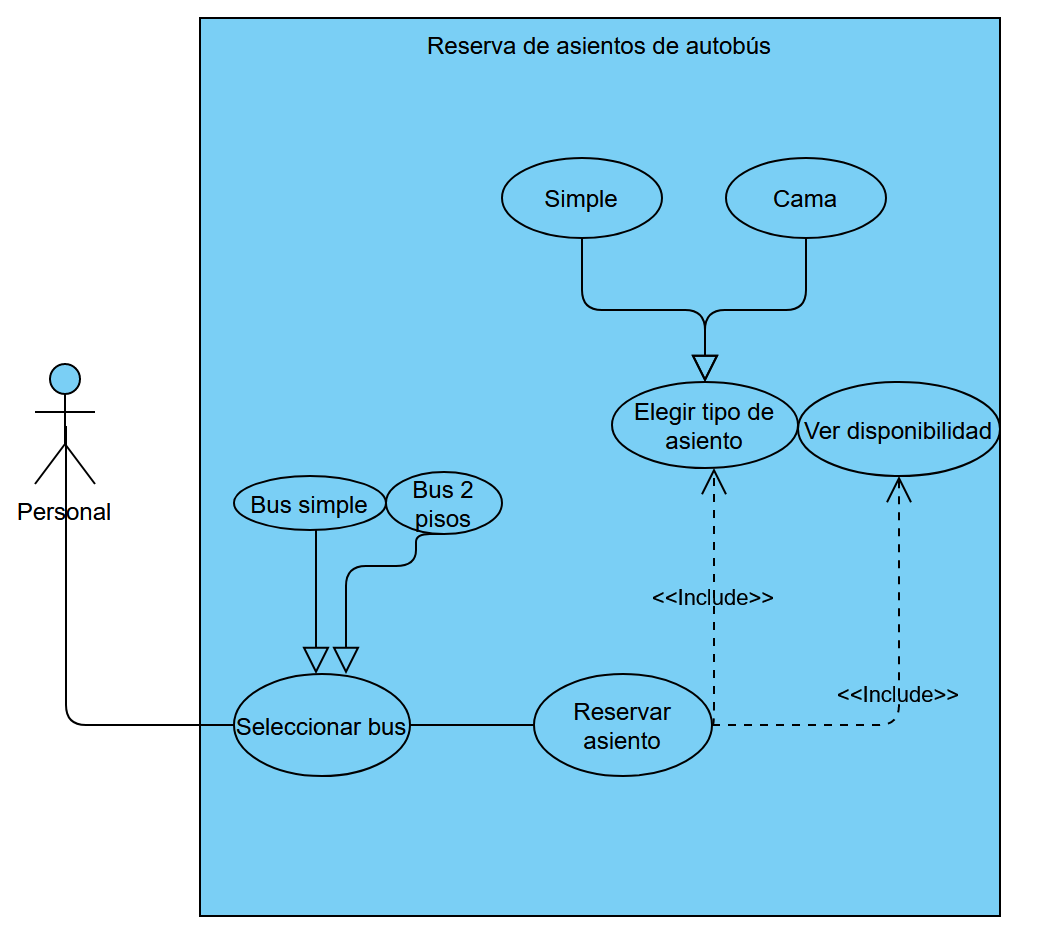 Reserva de asientos de autobús
Simple
Cama
Elegir tipo de
asiento
Ver disponibilidad
Bus simple
Bus 2
pisos
Personal
<<Include>>
<<Include>>
Seleccionar bus
Reservar
asiento